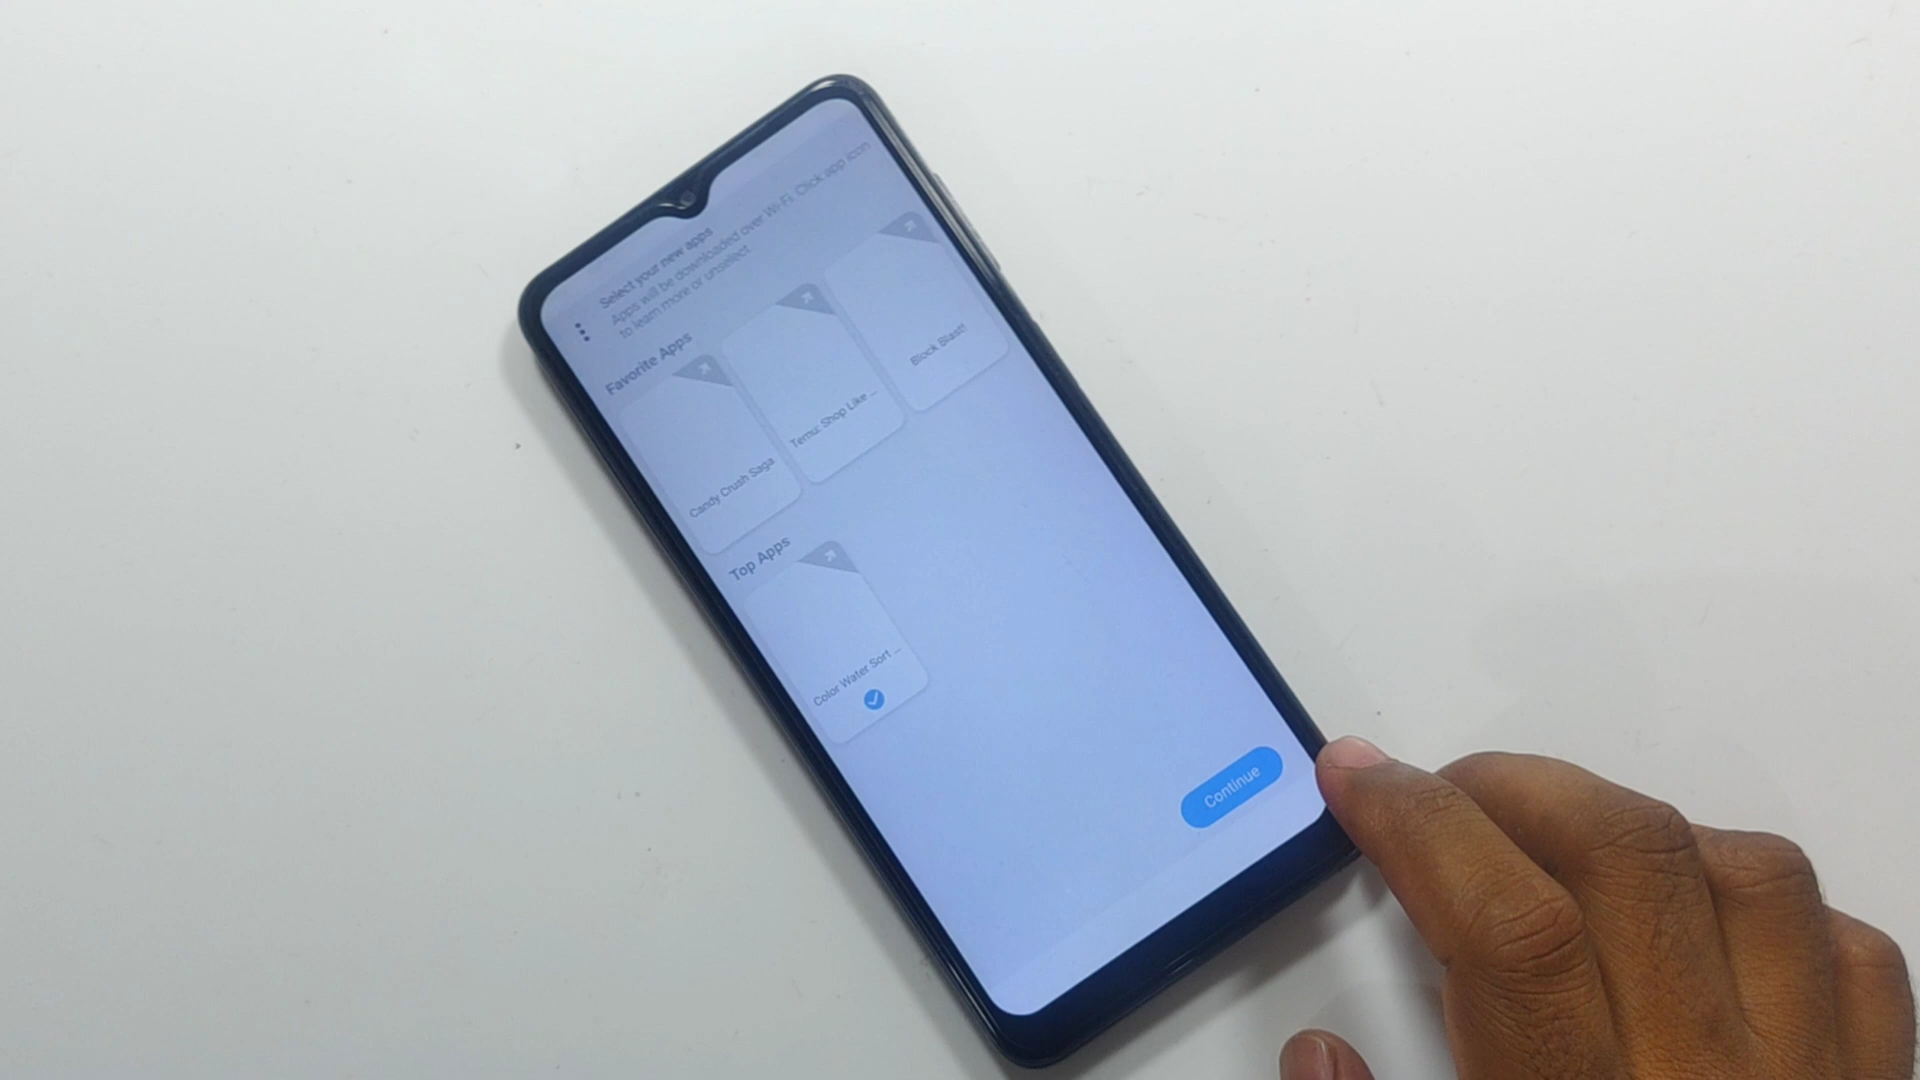 Select your new apps
Apps will be downloaded over Wi-Fi. Click app icon
to learn more or unselect
Favorite Apps
Candy Crush Saga
Temu: Shop Like ...
Block Blast!
Top Apps
Color Water Sort ...
Continue